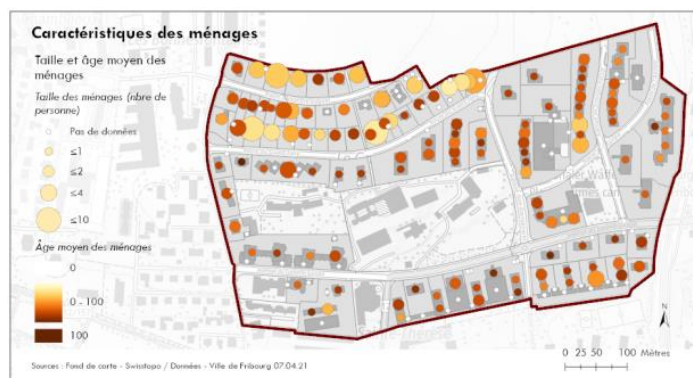 Caractéristiques des ménages
Taille et âge moyen des
ménages
Taille des ménages (nbre de
personne)
Pas de données
≤1
≤2
≤4
≤10
Âge moyen des ménages
0
0 - 100
100
Sources : Fond de carte - Swisstopo / Données - Ville de Fribourg 07.04.21
N
0 25 50 100 Mètres